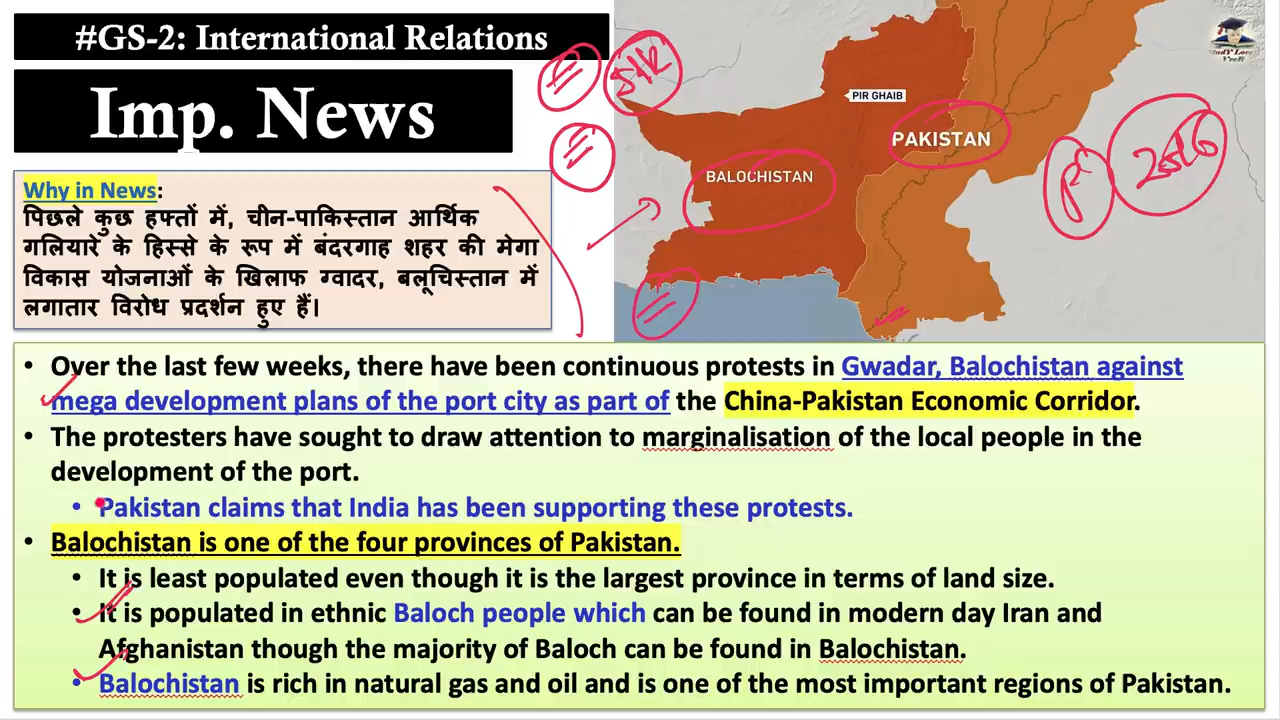 #GS-2: International Relations
Imp. News
PIR GHAIB
PAKISTAN
BALOCHISTAN
Why in News:
पिछले कुछ हफ्तों में, चीन-पाकिस्तान आर्थिक
गलियारे के हिस्से के रूप में बंदरगाह शहर की मेगा
विकास योजनाओं के खिलाफ ग्वादर, बलूचिस्तान में
लगातार विरोध प्रदर्शन हुए हैं।
• Over the last few weeks, there have been continuous protests in Gwadar, Balochistan against
mega development plans of the port city as part of the China-Pakistan Economic Corridor.
• The protesters have sought to draw attention to marginalisation of the local people in the
development of the port.
• Pakistan claims that India has been supporting these protests.
• Balochistan is one of the four provinces of Pakistan.
• It is least populated even though it is the largest province in terms of land size.
• It is populated in ethnic Baloch people which can be found in modern day Iran and
Afghanistan though the majority of Baloch can be found in Balochistan.
• Balochistan is rich in natural gas and oil and is one of the most important regions of Pakistan.